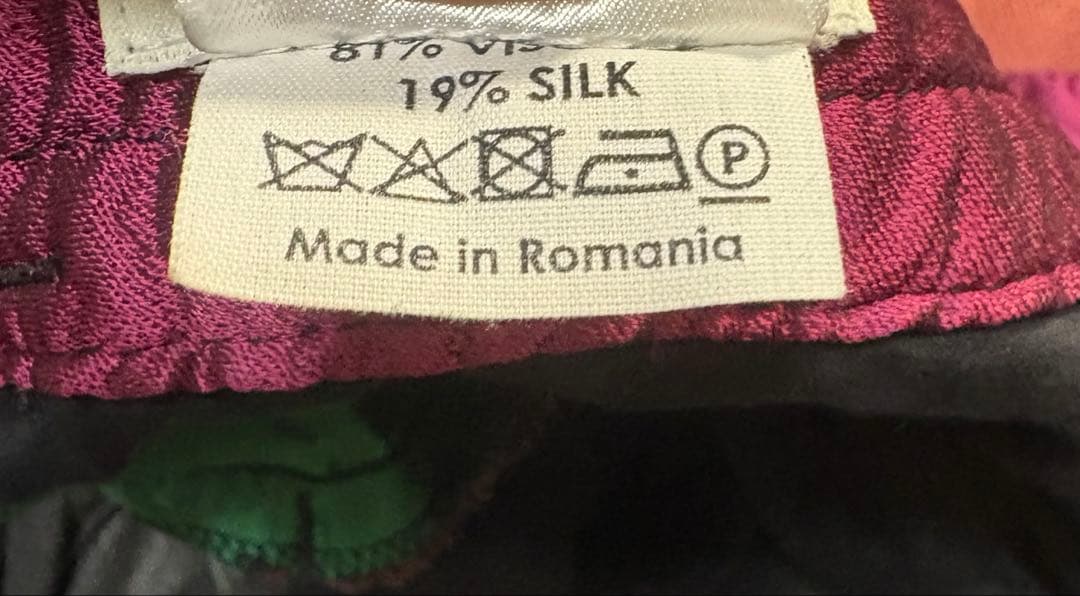 81%
19% SILK
P
Made in Romania